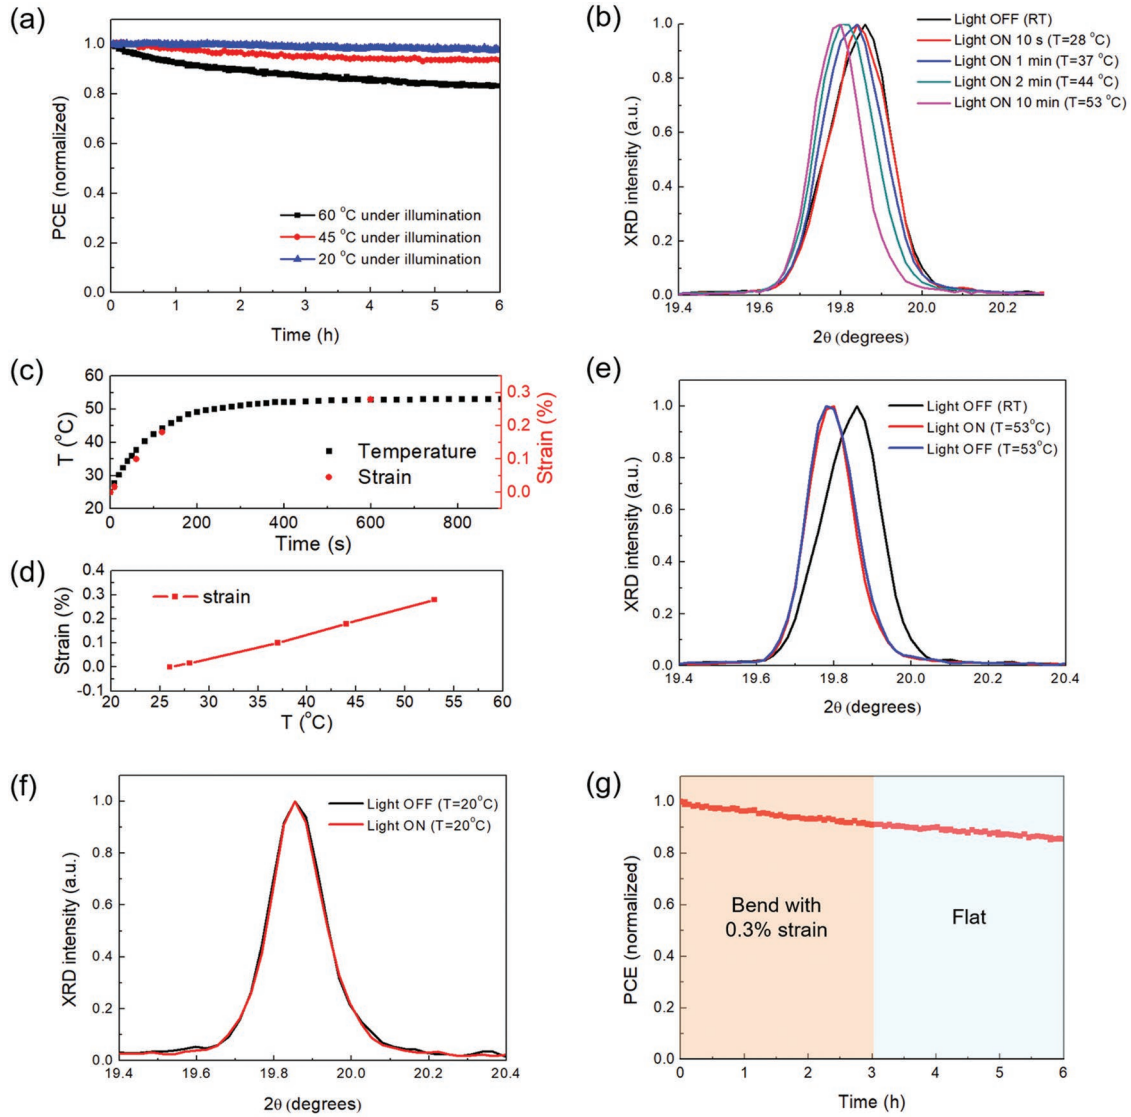 (a)
PCE (normalized)
1.0
0.8
0.6
0.4
0.2
0.0
60 °C under illumination
45 °C under illumination
20 °C under illumination
0 1 2 3 4 5 6
Time (h)
(b)
XRD intensity (a.u.)
1.0
0.8
0.6
0.4
0.2
0.0
Light OFF (RT)
Light ON 10 s (T=28 °C)
Light ON 1 min (T=37 °C)
Light ON 2 min (T=44 °C)
Light ON 10 min (T=53 °C)
19.4 19.6 19.8 20.0 20.2
2θ (degrees)
(c)
T (°C)
60
50
40
30
20
Temperature
Strain
0.3
0.2
0.1
0.0
Strain (%)
0 200 400 600 800
Time (s)
(d)
Strain (%)
0.4
0.3
0.2
0.1
0.0
-0.1
strain
20 25 30 35 40 45 50 55 60
T (°C)
(e)
XRD intensity (a.u.)
1.0
0.8
0.6
0.4
0.2
0.0
Light OFF (RT)
Light ON (T=53°C)
Light OFF (T=53°C)
19.4 19.6 19.8 20.0 20.2 20.4
2θ (degrees)
(f)
XRD intensity (a.u.)
1.0
0.8
0.6
0.4
0.2
0.0
Light OFF (T=20°C)
Light ON (T=20°C)
19.4 19.6 19.8 20.0 20.2 20.4
2θ (degrees)
(g)
PCE (normalized)
1.0
0.8
0.6
0.4
0.2
0.0
Bend with
0.3% strain
Flat
0 1 2 3 4 5 6
Time (h)